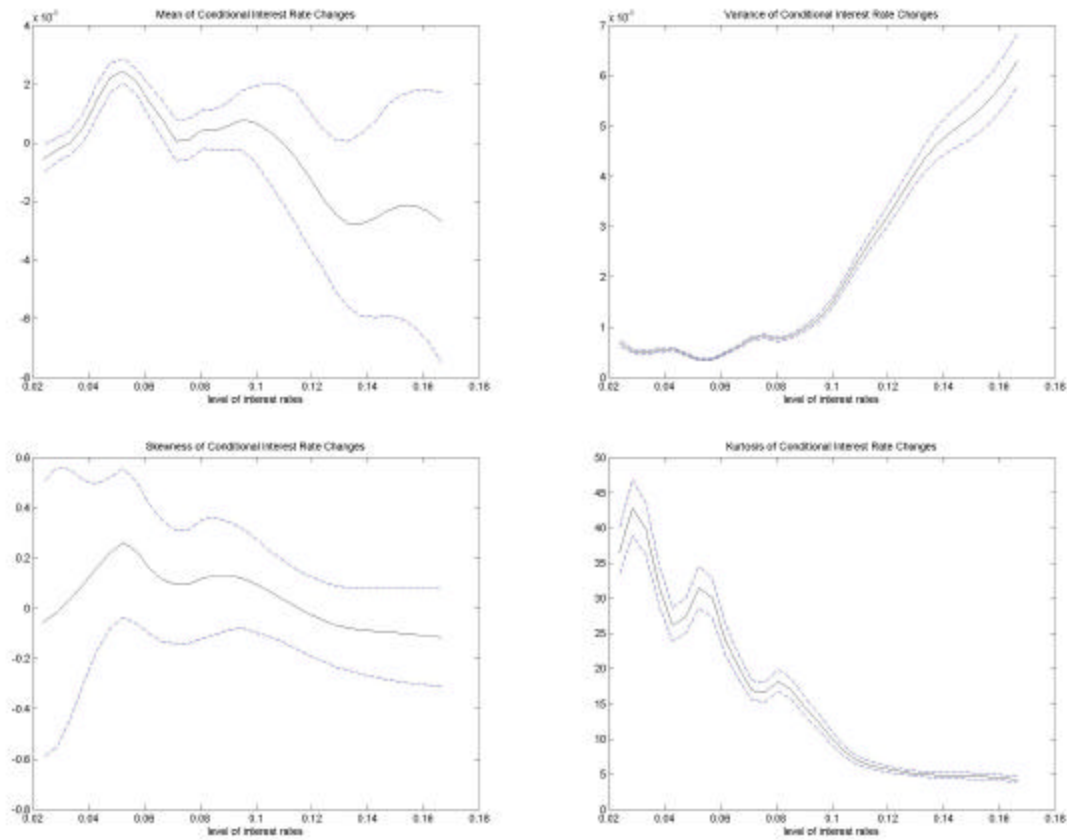 Mean of Conditional Interest Rate Changes
x 10
4
2
0
-2
-4
-6
-8
0.02 0.04 0.06 0.08 0.1 0.12 0.14 0.16 0.18
level of interest rates
Variance of Conditional Interest Rate Changes
x 10
7
6
5
4
3
2
1
0
0.02 0.04 0.06 0.08 0.1 0.12 0.14 0.16 0.18
level of interest rates
Skewness of Conditional Interest Rate Changes
0.6
0.4
0.2
0
-0.2
-0.4
-0.6
-0.8
0.02 0.04 0.06 0.08 0.1 0.12 0.14 0.16 0.18
level of interest rates
Kurtosis of Conditional Interest Rate Changes
50
45
40
35
30
25
20
15
10
5
0
0.02 0.04 0.06 0.08 0.1 0.12 0.14 0.16 0.18
level of interest rates